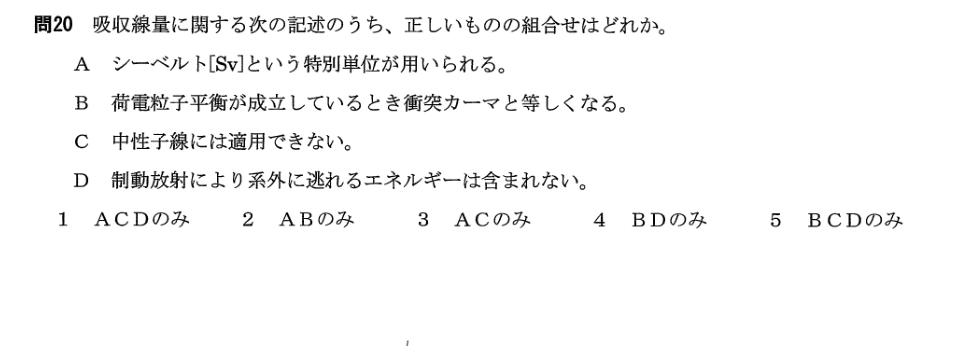 問20 吸収線量に関する次の記述のうち、正しいものの組合せはどれか。
A シーベルト[Sv]という特別単位が用いられる。
B 荷電粒子平衡が成立しているとき衝突カーマと等しくなる。
C 中性子線には適用できない。
D 制動放射により系外に逃れるエネルギーは含まれない。
1 ACDのみ 2 ABのみ 3 ACのみ 4 BDのみ 5 BCDのみ